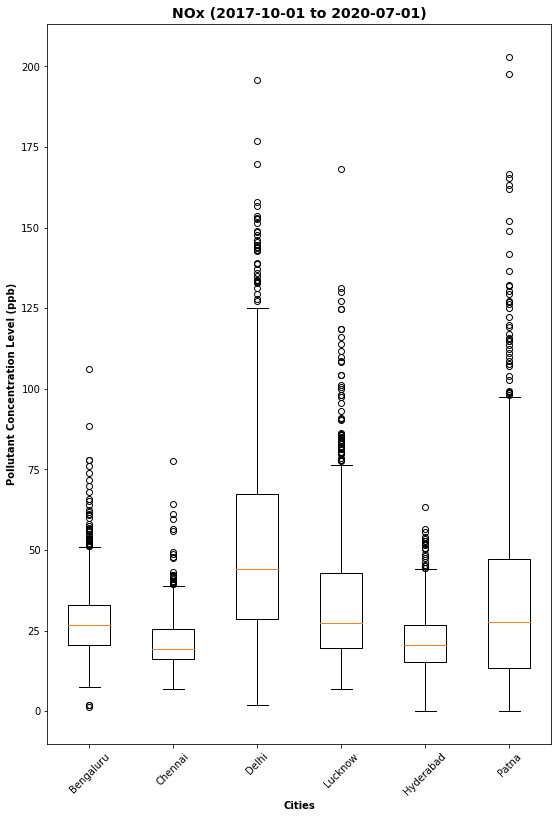 NOx (2017-10-01 to 2020-07-01)
Pollutant Concentration Level (ppb)
200
175
150
125
100
75
50
25
0
Bengaluru
Chennai
Delhi
Lucknow
Hyderabad
Patna
Cities